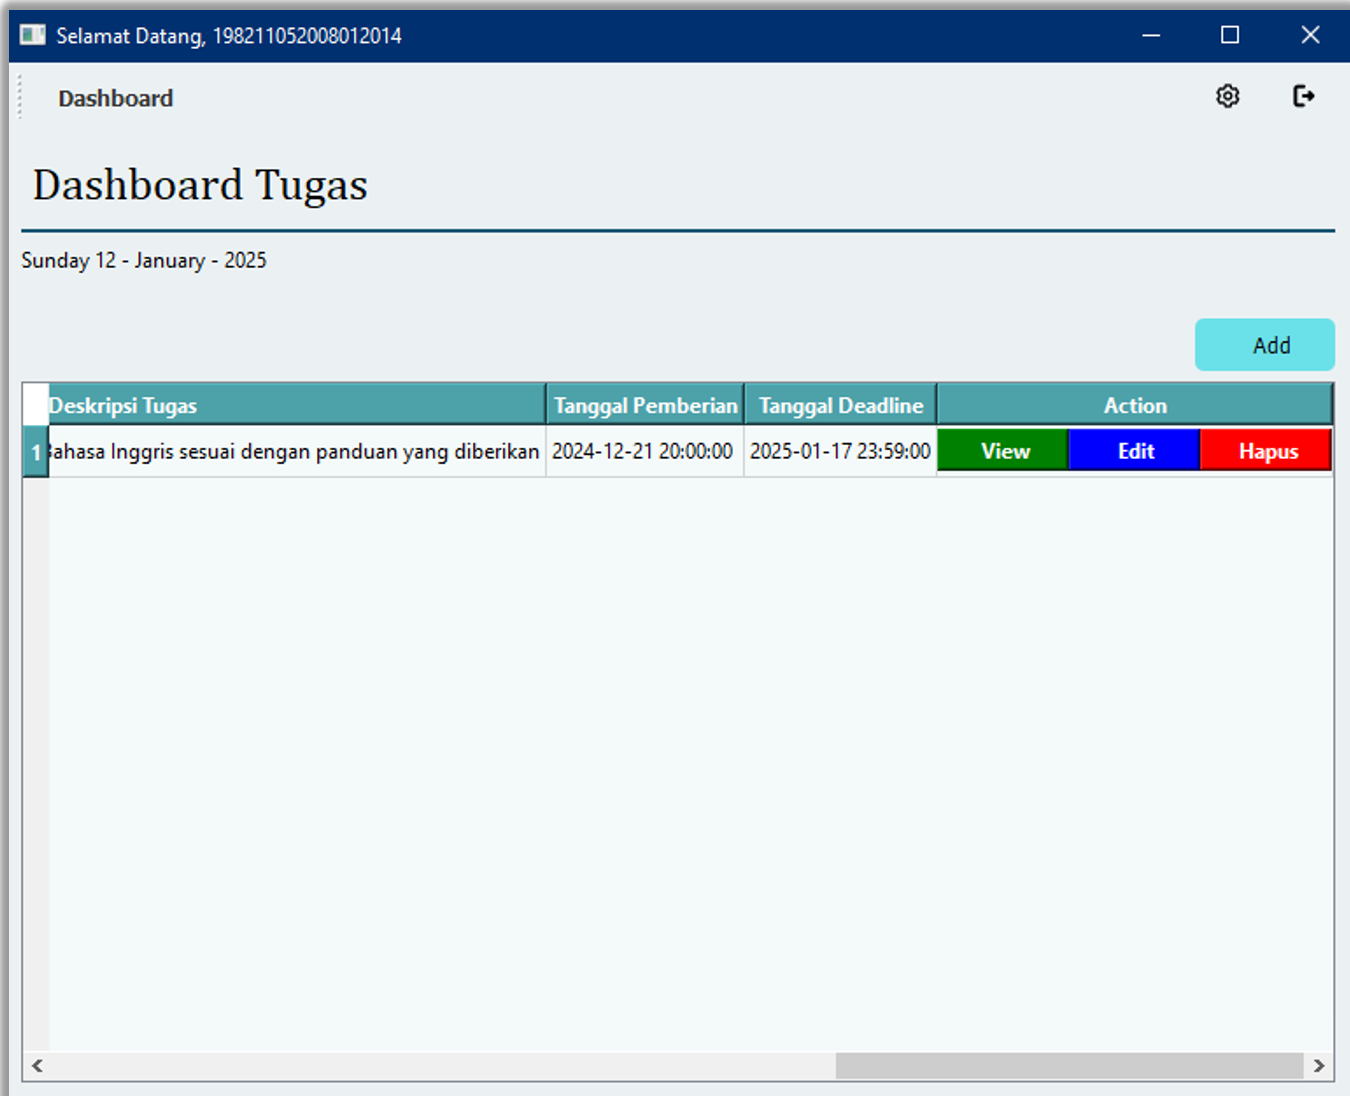 Selamat Datang, 198211052008012014
Dashboard
Dashboard Tugas
Sunday 12 - January - 2025
Add
Deskripsi Tugas Tanggal Pemberian Tanggal Deadline Action
1 Bahasa Inggris sesuai dengan panduan yang diberikan 2024-12-21 20:00:00 2025-01-17 23:59:00 View Edit Hapus